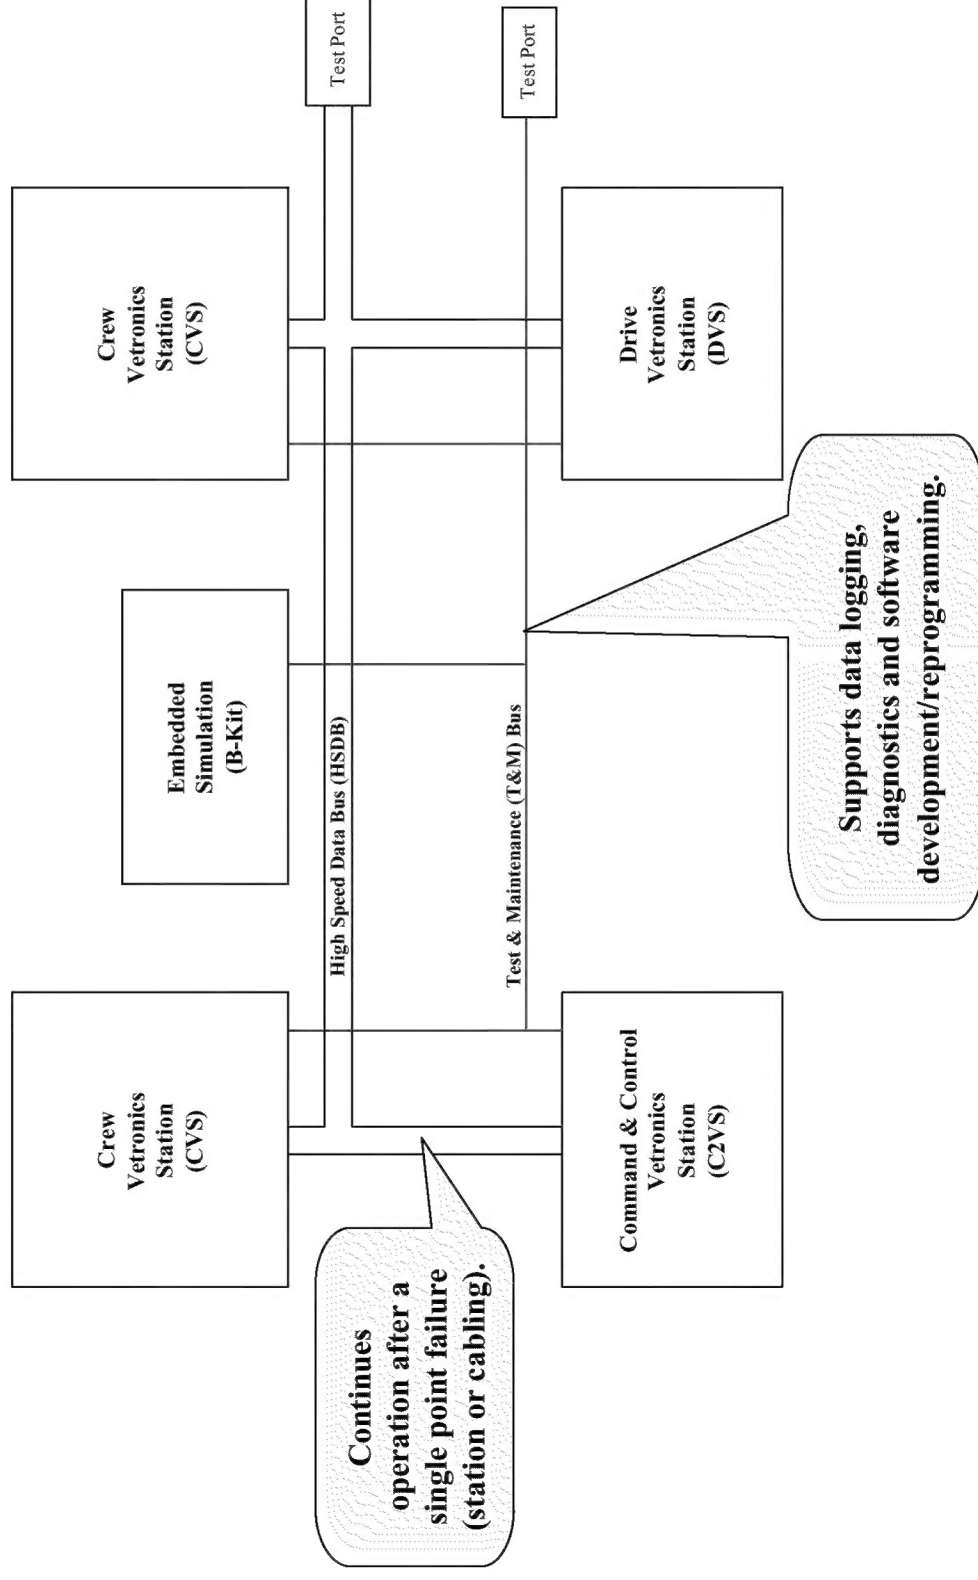 Crew
Vetronics
Station
(CVS)
Embedded
Simulation
(B-Kit)
Crew
Vetronics
Station
(CVS)
High Speed Data Bus (HSDB)
Test Port
Continues
operation after a
single point failure
(station or cabling).
Test & Maintenance (T&M) Bus
Test Port
Command & Control
Vetronics
Station
(C2VS)
Drive
Vetronics
Station
(DVS)
Supports data logging,
diagnostics and software
development/reprogramming.